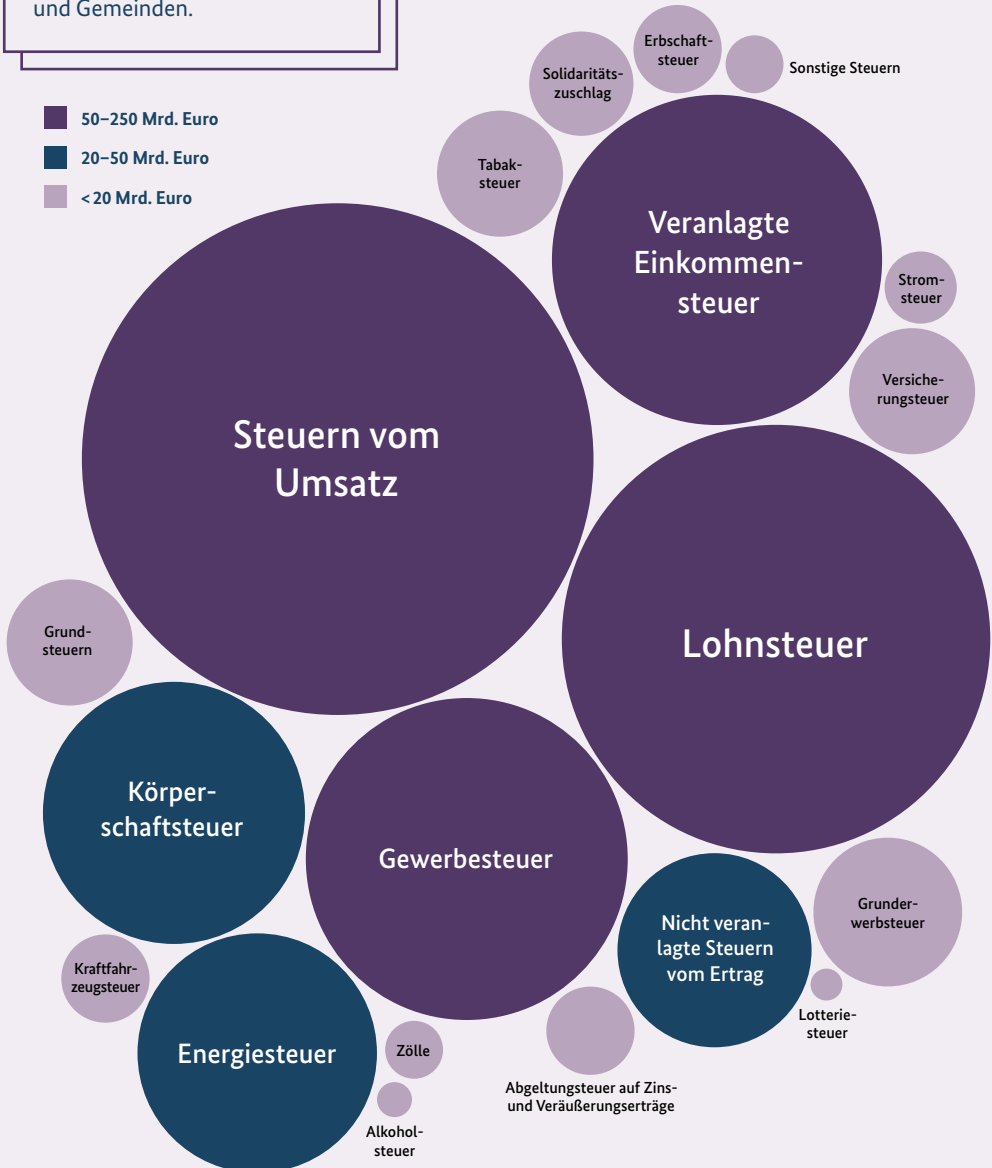 und Gemeinden.
50–250 Mrd. Euro
20–50 Mrd. Euro
<20 Mrd. Euro
Erbschaft-
steuer
Sonstige Steuern
Solidaritäts-
zuschlag
Tabak-
steuer
Veranlagte
Einkommen-
steuer
Strom-
steuer
Versiche-
rungsteuer
Steuern vom
Umsatz
Lohnsteuer
Grund-
steuern
Körper-
schaftsteuer
Gewerbesteuer
Nicht veran-
lagte Steuern
vom Ertrag
Grunder-
werbsteuer
Lotterie-
steuer
Kraftfahr-
zeugsteuer
Energiesteuer
Zölle
Alkohol-
steuer
Abgeltungsteuer auf Zins-
und Veräußerungserträge